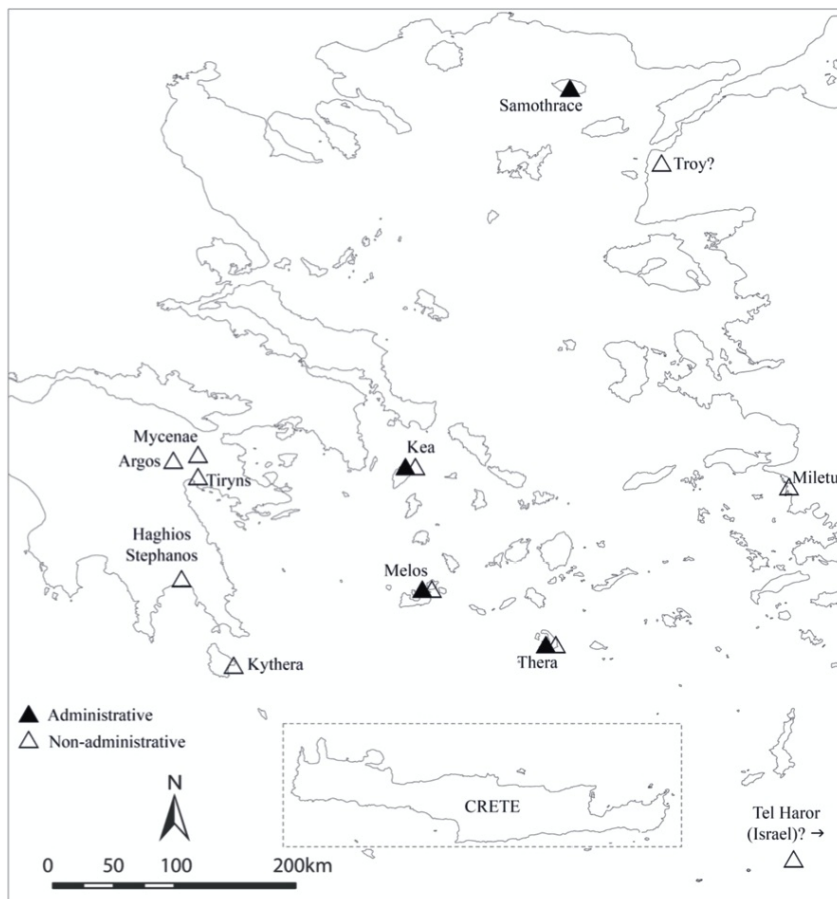 Samothrace
Troy?
Mycenae
Kea
Argos
Tiryns
Miletu
Haghios
Stephanos
Melos
Kythera
Thera
Administrative
Non-administrative
N
CRETE
Tel Haror
(Israel)? →
0 50 100 200km